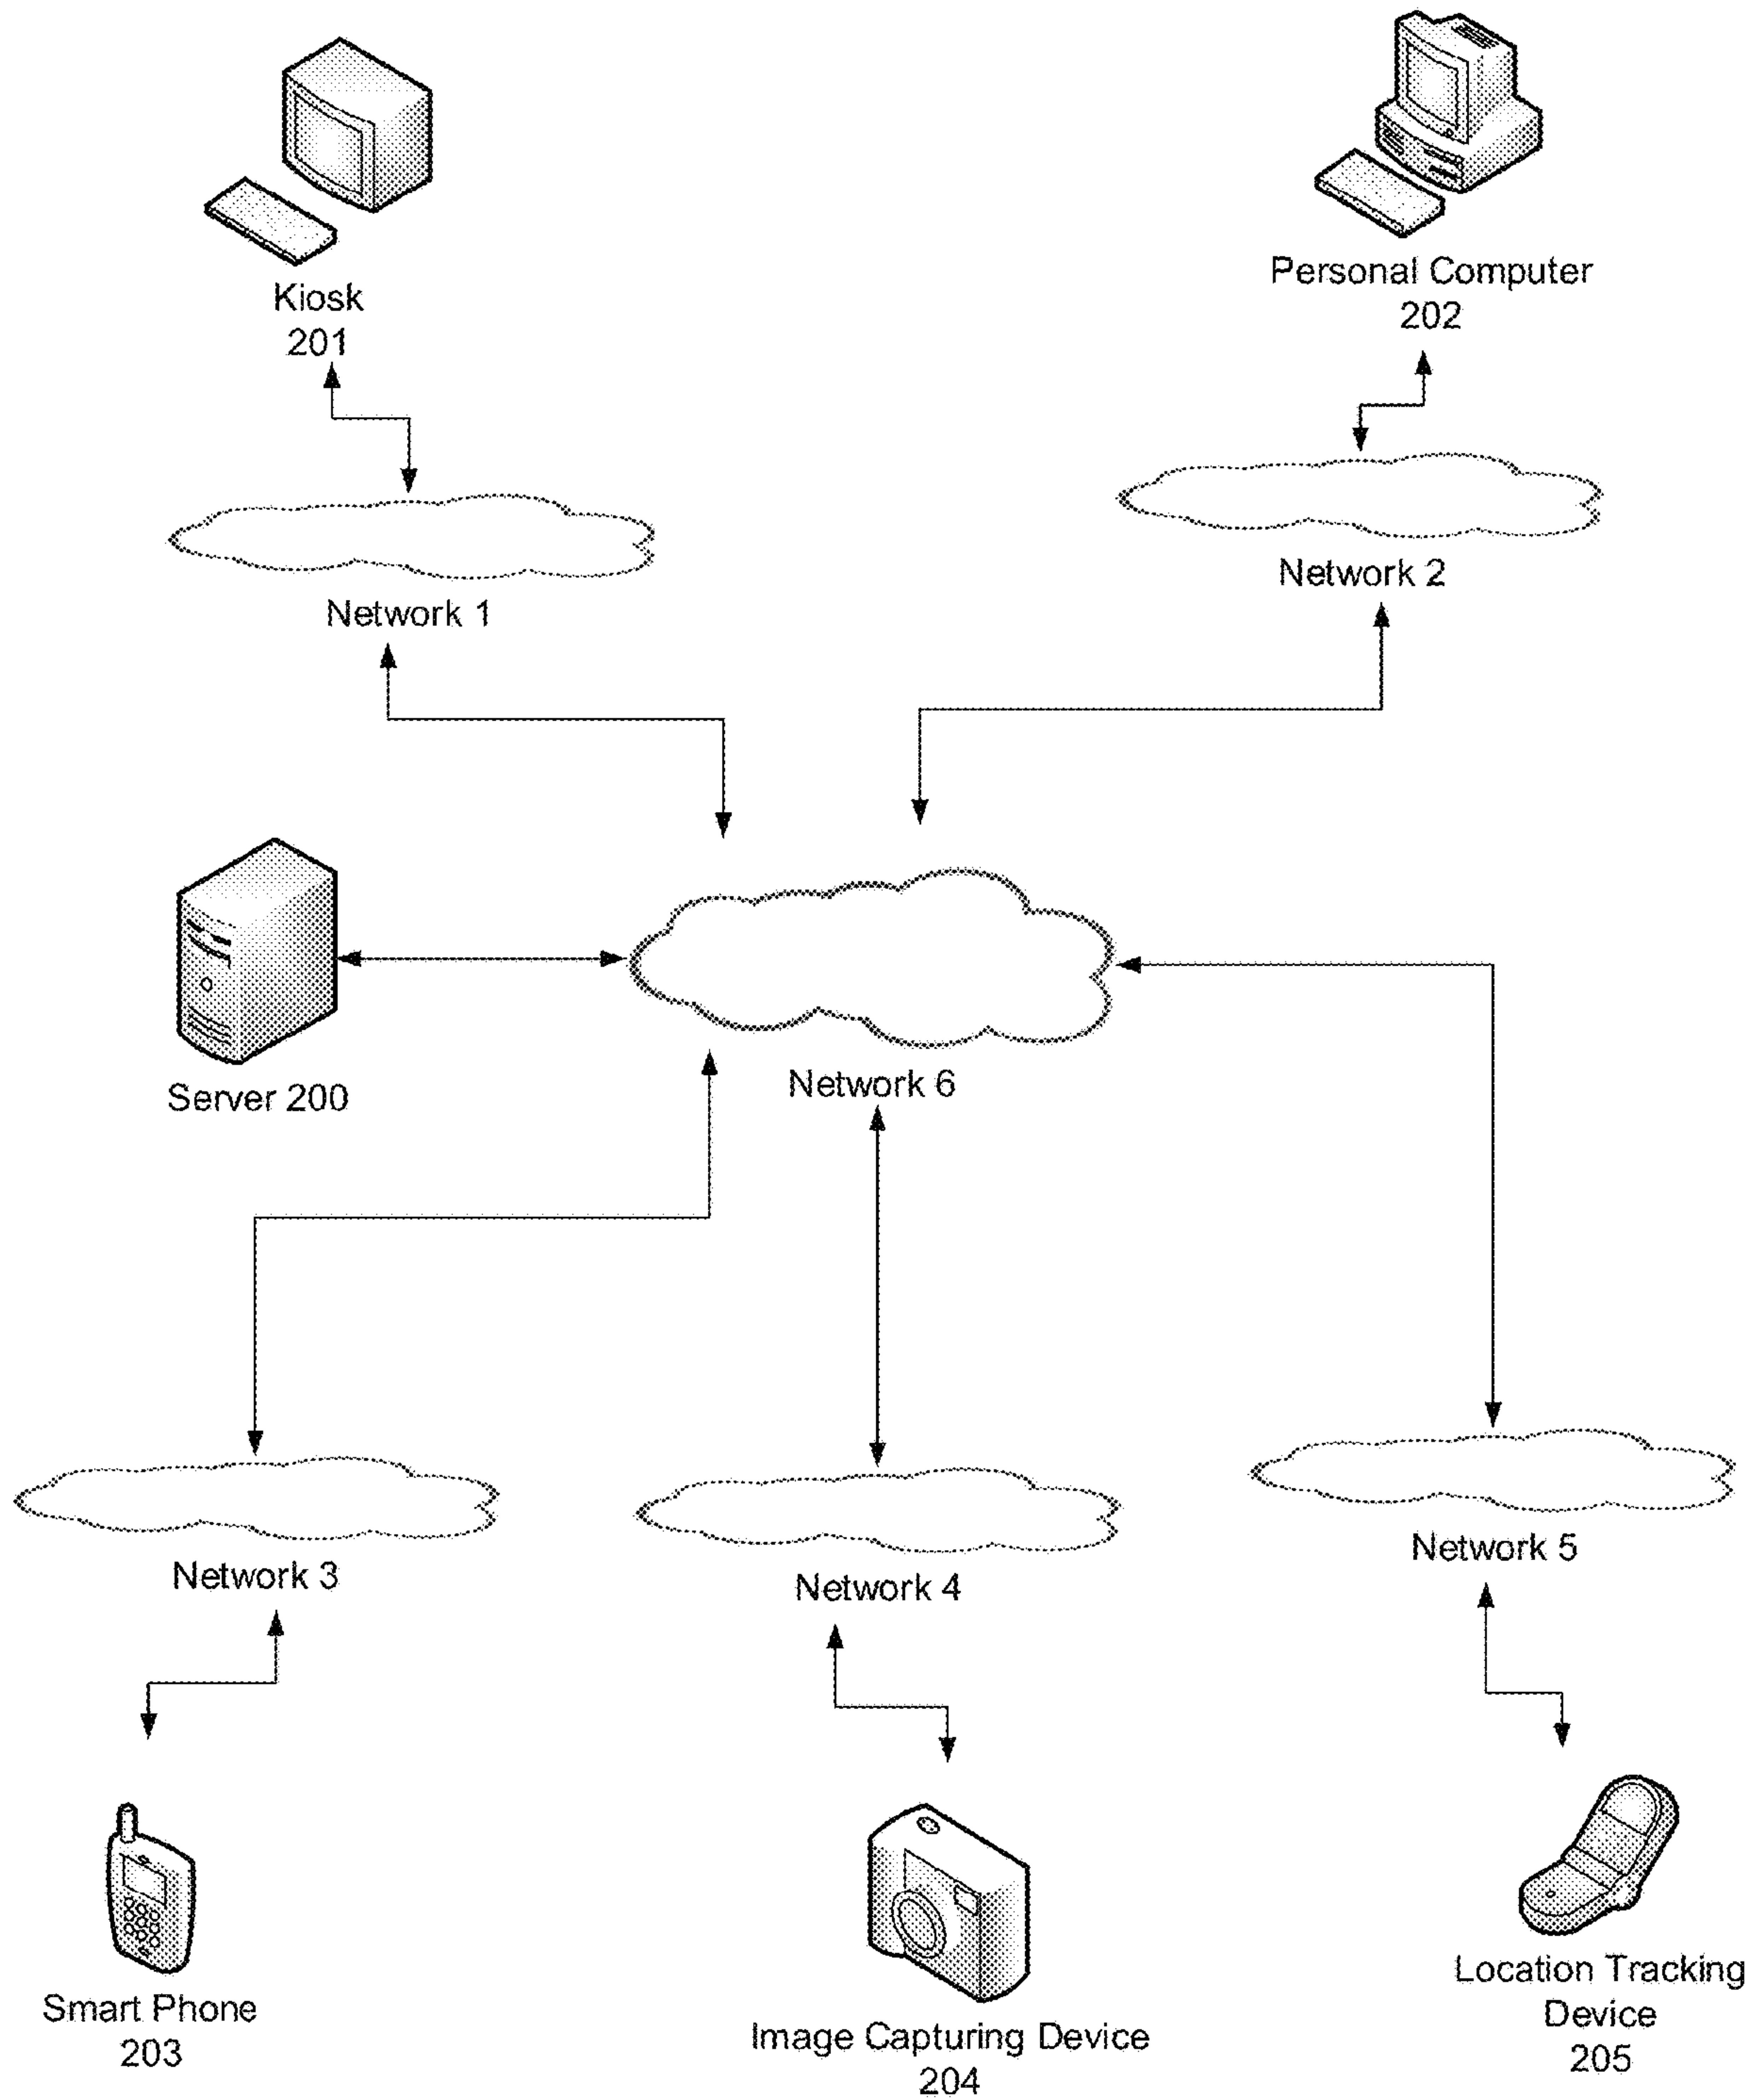 Kiosk
201
Personal Computer
202
Network 1
Network 2
Server 200
Network 6
Network 3
Network 4
Network 5
Smart Phone
203
Image Capturing Device
204
Location Tracking
Device
205